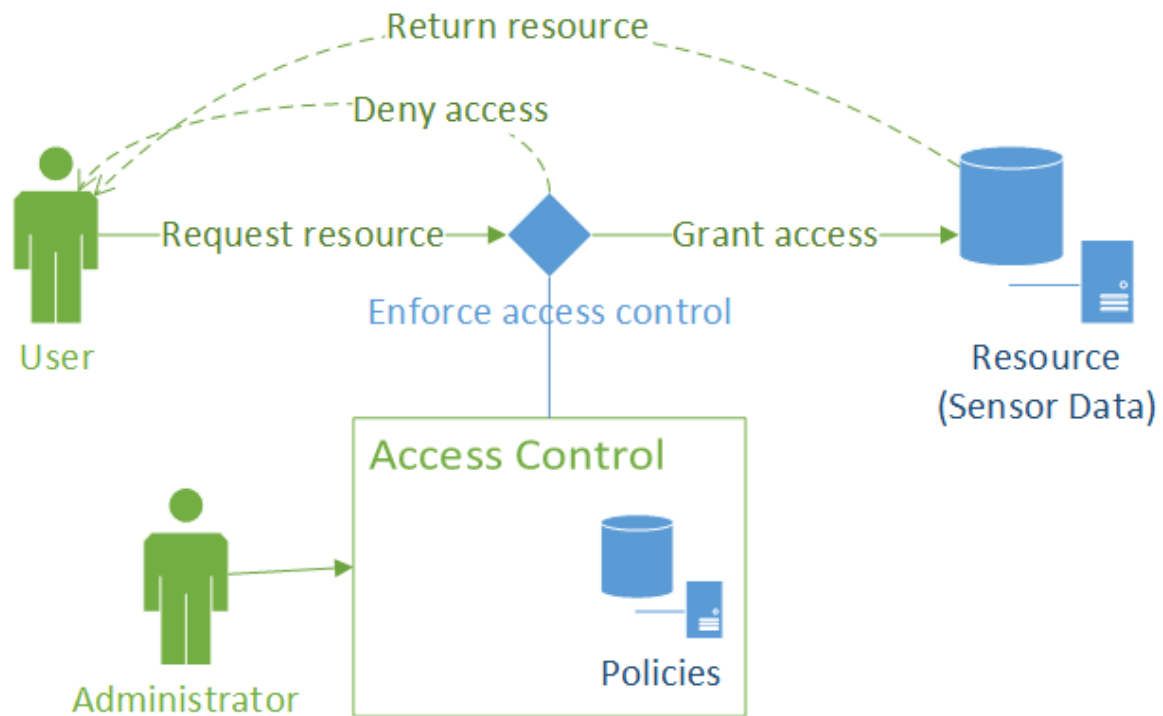 Return resource
Deny access
Request resource
Grant access
Enforce access control
User
Resource
(Sensor Data)
Access Control
Policies
Administrator